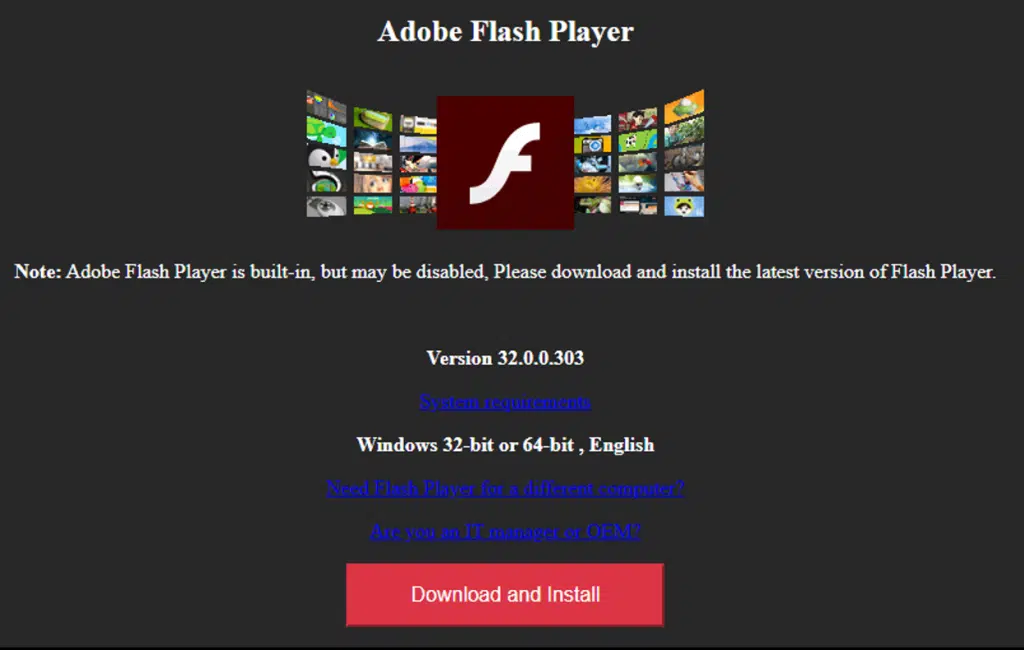 Adobe Flash Player
Note: Adobe Flash Player is built-in, but may be disabled, Please download and install the latest version of Flash Player.
Version 32.0.0.303
System requirements
Windows 32-bit or 64-bit , English
Need Flash Player for a different computer?
Are you an IT manager or OEM?
Download and Install